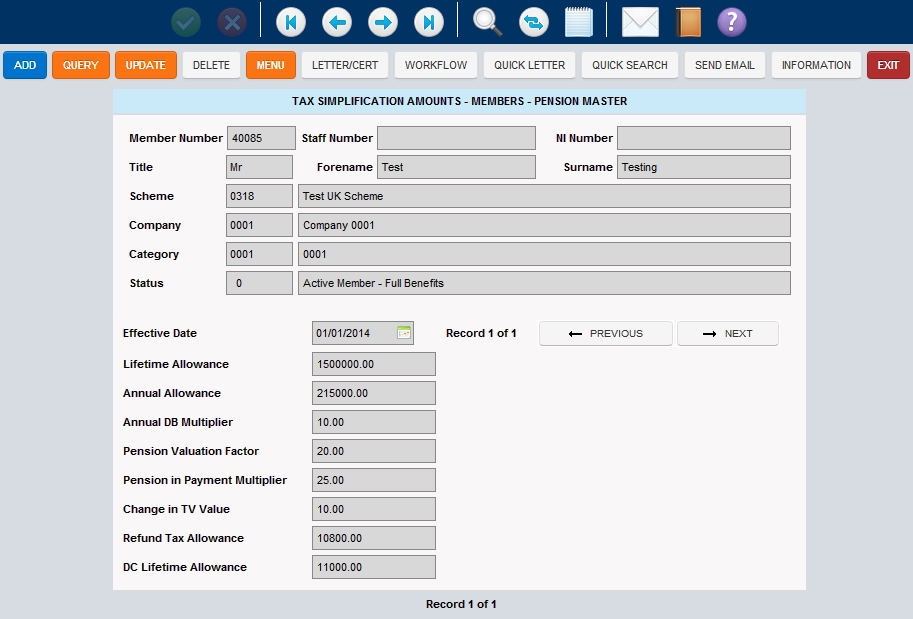 ADD QUERY UPDATE DELETE MENU LETTER/CERT WORKFLOW QUICK LETTER QUICK SEARCH SEND EMAIL INFORMATION EXIT
TAX SIMPLIFICATION AMOUNTS - MEMBERS - PENSION MASTER
Member Number 40085 Staff Number NI Number
Title Mr Forename Test Surname Testing
Scheme 0318 Test UK Scheme
Company 0001 Company 0001
Category 0001 0001
Status 0 Active Member - Full Benefits
Effective Date 01/01/2014 Record 1 of 1 PREVIOUS NEXT
Lifetime Allowance 1500000.00
Annual Allowance 215000.00
Annual DB Multiplier 10.00
Pension Valuation Factor 20.00
Pension in Payment Multiplier 25.00
Change in TV Value 10.00
Refund Tax Allowance 10800.00
DC Lifetime Allowance 11000.00
Record 1 of 1